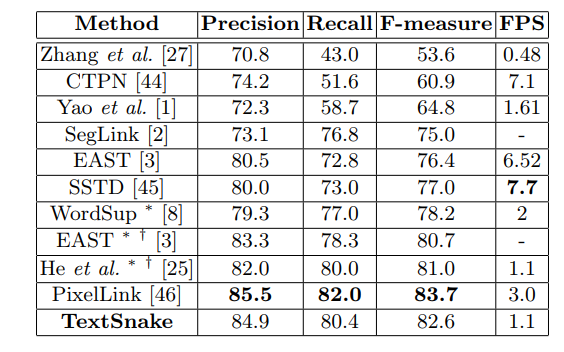 Method Precision Recall F-measure FPS
Zhang et al. [27] 70.8 43.0 53.6 0.48
CTPN [44] 74.2 51.6 60.9 7.1
Yao et al. [1] 72.3 58.7 64.8 1.61
SegLink [2] 73.1 76.8 75.0 -
EAST [3] 80.5 72.8 76.4 6.52
SSTD [45] 80.0 73.0 77.0 7.7
WordSup * [8] 79.3 77.0 78.2 2
EAST * † [3] 83.3 78.3 80.7 -
He et al. * † [25] 82.0 80.0 81.0 1.1
PixelLink [46] 85.5 82.0 83.7 3.0
TextSnake 84.9 80.4 82.6 1.1